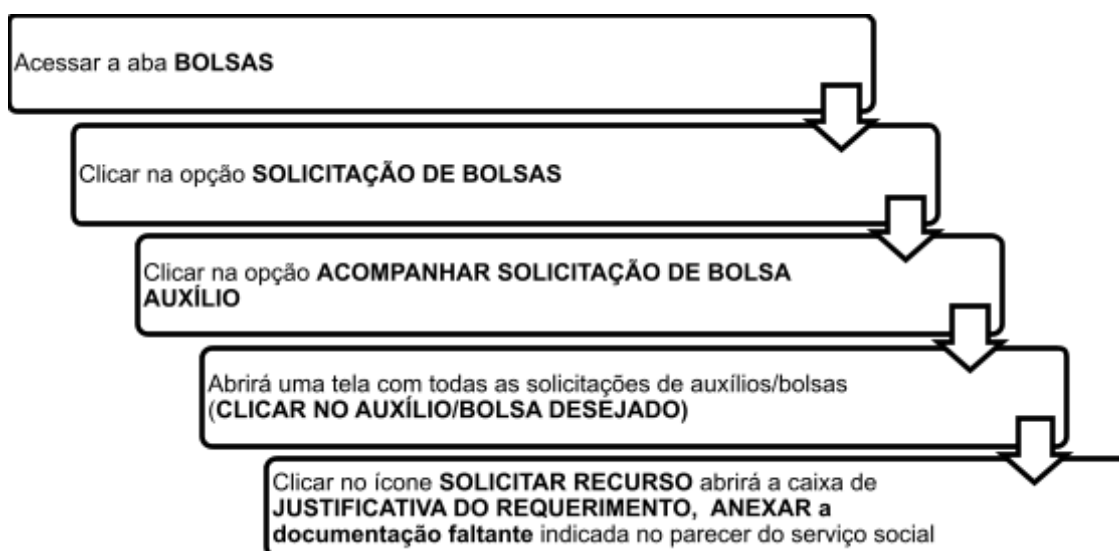 Acessar a aba BOLSAS
Clicar na opção SOLICITAÇÃO DE BOLSAS
Clicar na opção ACOMPANHAR SOLICITAÇÃO DE BOLSA
AUXÍLIO
Abrirá uma tela com todas as solicitações de auxílios/bolsas
(CLICAR NO AUXÍLIO/BOLSA DESEJADO)
Clicar no ícone SOLICITAR RECURSO abrirá a caixa de
JUSTIFICATIVA DO REQUERIMENTO, ANEXAR a
documentação faltante indicada no parecer do serviço social